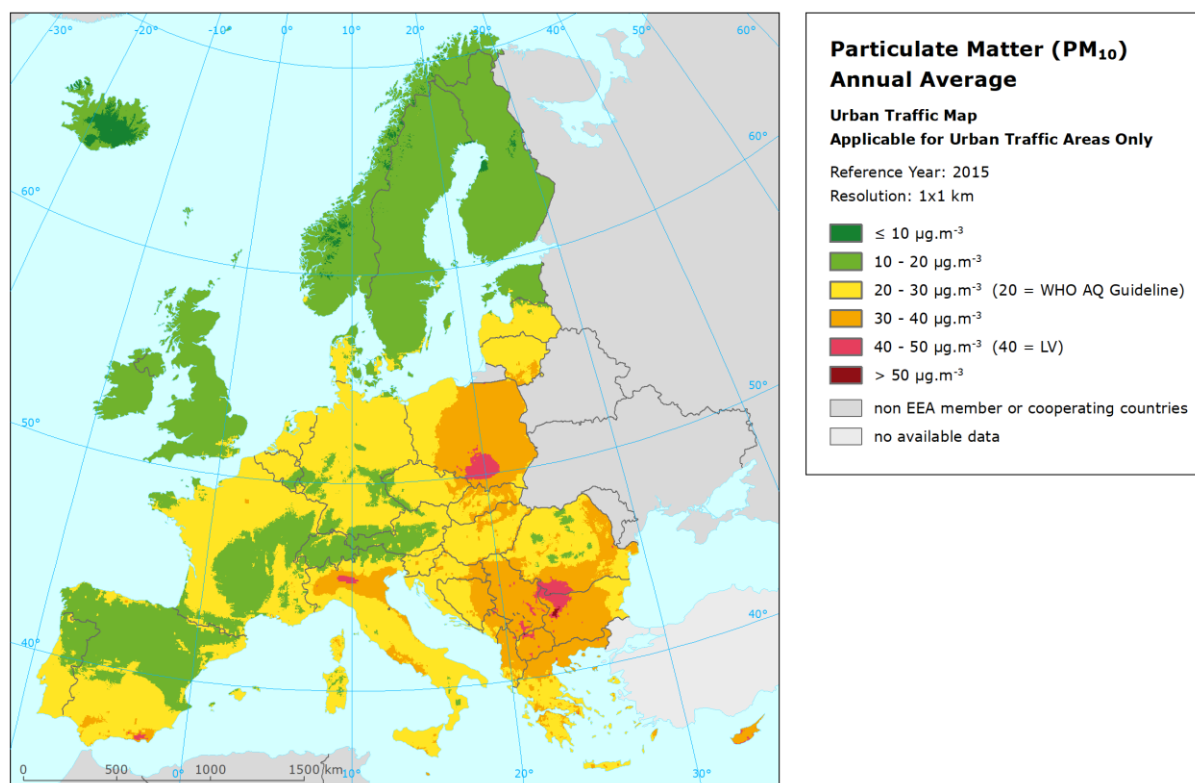 -30° -20° -10° 0° 10° 20° 30° 40° 50° 60°
60°
60°
50°
50°
40°
40°
0 500 1000 1500 km
0° 10° 20° 30°
Particulate Matter (PM₁₀)
Annual Average
Urban Traffic Map
Applicable for Urban Traffic Areas Only
Reference Year: 2015
Resolution: 1x1 km
≤ 10 µg.m⁻³
10 - 20 µg.m⁻³
20 - 30 µg.m⁻³ (20 = WHO AQ Guideline)
30 - 40 µg.m⁻³
40 - 50 µg.m⁻³ (40 = LV)
> 50 µg.m⁻³
non EEA member or cooperating countries
no available data